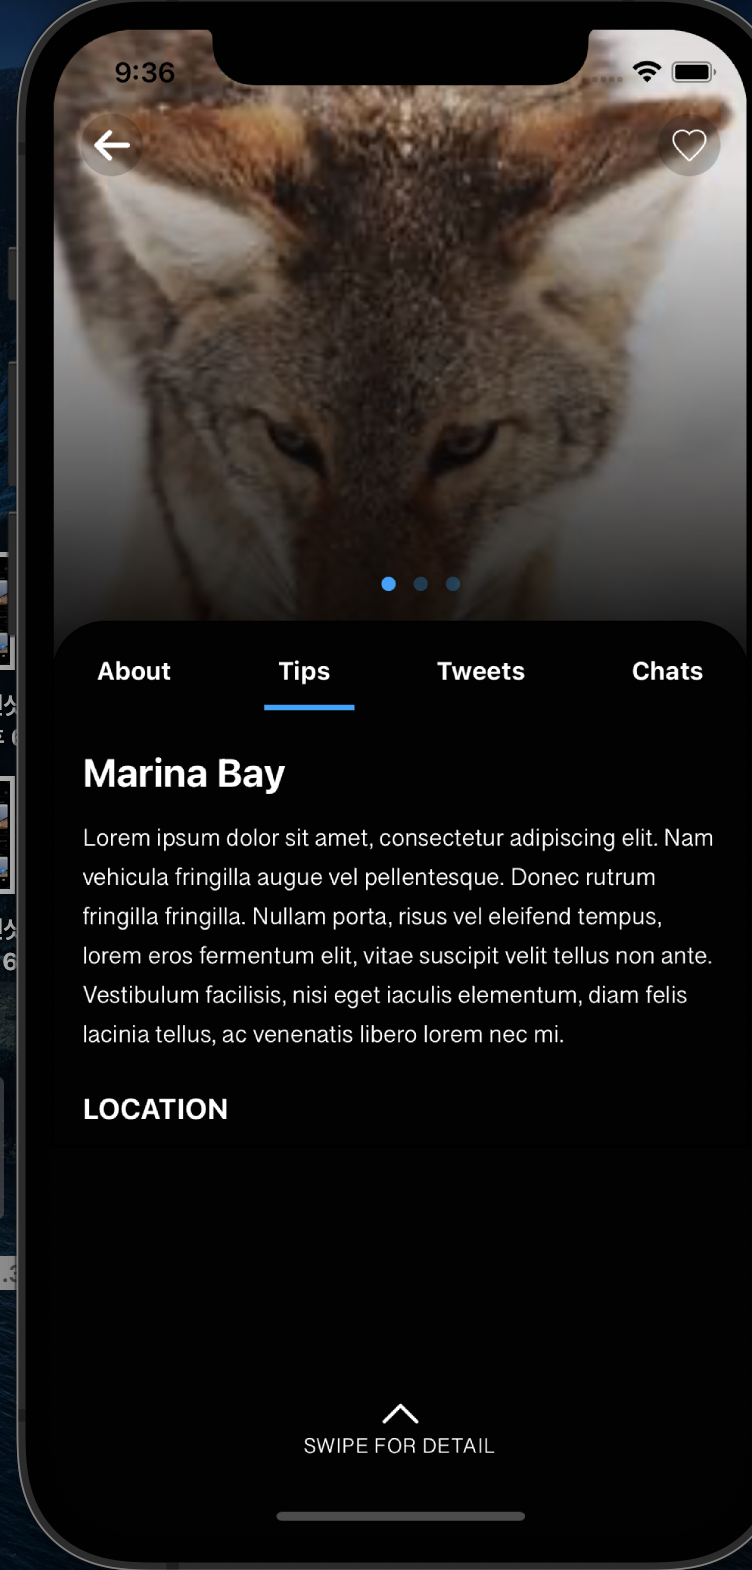 9:36
About Tips Tweets Chats
Marina Bay
Lorem ipsum dolor sit amet, consectetur adipiscing elit. Nam
vehicula fringilla augue vel pellentesque. Donec rutrum
fringilla fringilla. Nullam porta, risus vel eleifend tempus,
lorem eros fermentum elit, vitae suscipit velit tellus non ante.
Vestibulum facilisis, nisi eget iaculis elementum, diam felis
lacinia tellus, ac venenatis libero lorem nec mi.
LOCATION
SWIPE FOR DETAIL